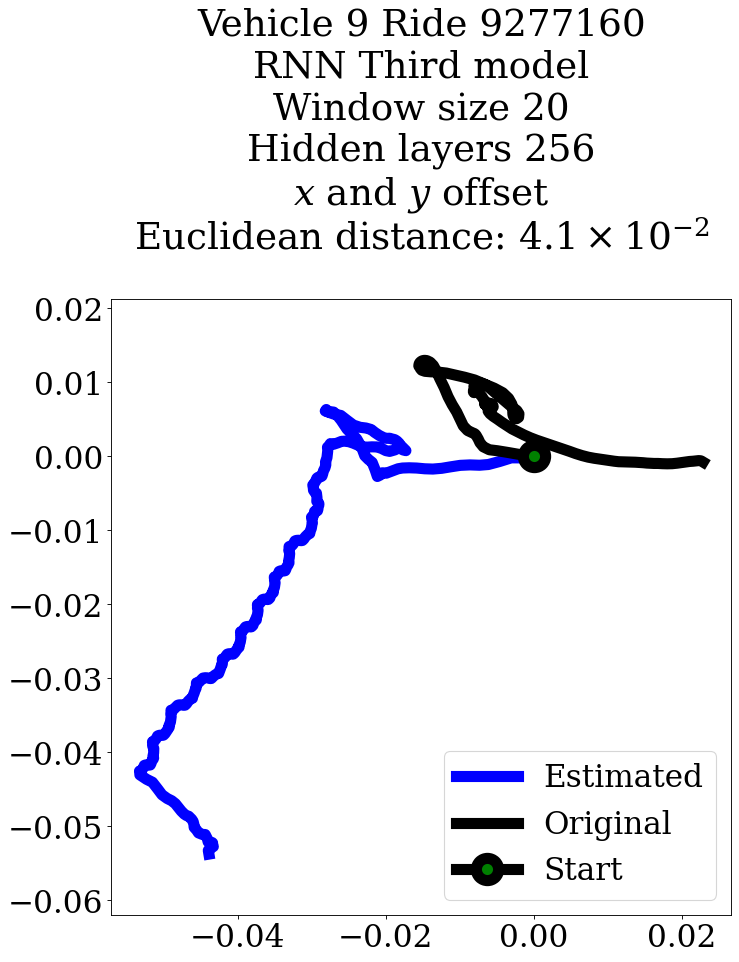 Vehicle 9 Ride 9277160
RNN Third model
Window size 20
Hidden layers 256
x and y offset
Euclidean distance: 4.1 × 10⁻²
0.02
0.01
0.00
−0.01
−0.02
−0.03
−0.04
−0.05
−0.06
Estimated
Original
Start
−0.04 −0.02 0.00 0.02